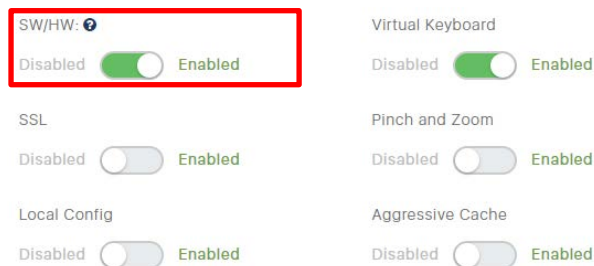 SW/HW: ?
Virtual Keyboard
Disabled Enabled
Disabled Enabled
SSL
Pinch and Zoom
Disabled Enabled
Disabled Enabled
Local Config
Aggressive Cache
Disabled Enabled
Disabled Enabled